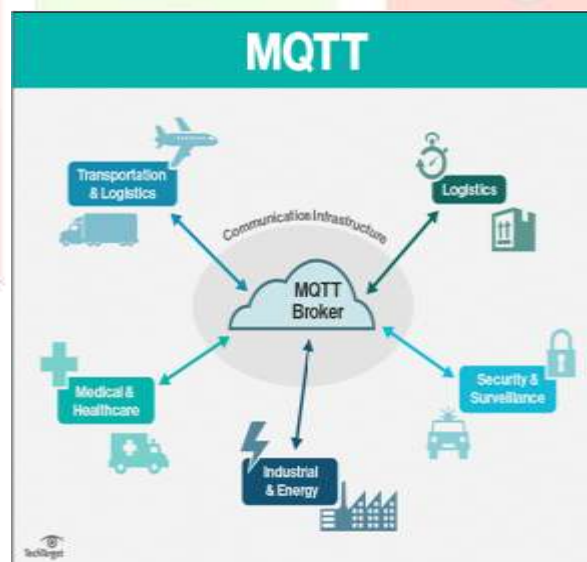 MQTT
Transportation
& Logistics
Logistics
Communication Infrastructure
MQTT
Broker
Medical &
Healthcare
Security &
Surveillance
Industrial
& Energy
TechTarget